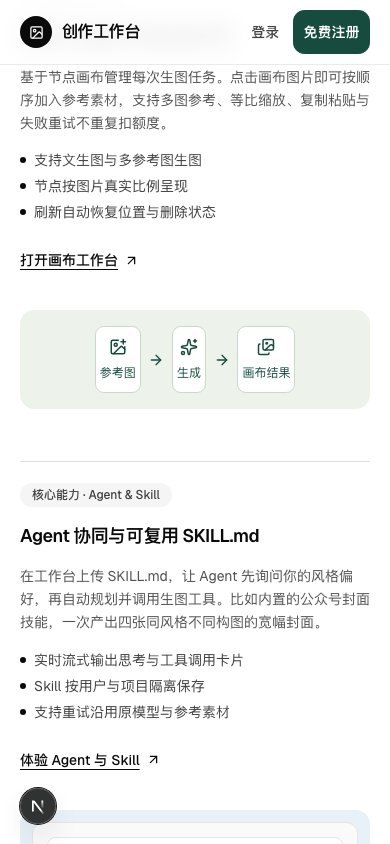 创作工作台
登录
免费注册
基于节点画布管理每次生图任务。点击画布图片即可按顺
序加入参考素材，支持多图参考、等比缩放、复制粘贴与
失败重试不重复扣额度。
支持文生图与多参考图生图
节点按图片真实比例呈现
刷新自动恢复位置与删除状态
打开画布工作台
参考图
生成
画布结果
核心能力 · Agent & Skill
Agent 协同与可复用 SKILL.md
在工作台上传 SKILL.md，让 Agent 先询问你的风格偏
好，再自动规划并调用生图工具。比如内置的公众号封面
技能，一次产出四张同风格不同构图的宽幅封面。
实时流式输出思考与工具调用卡片
Skill 按用户与项目隔离保存
支持重试沿用原模型与参考素材
体验 Agent 与 Skill
N